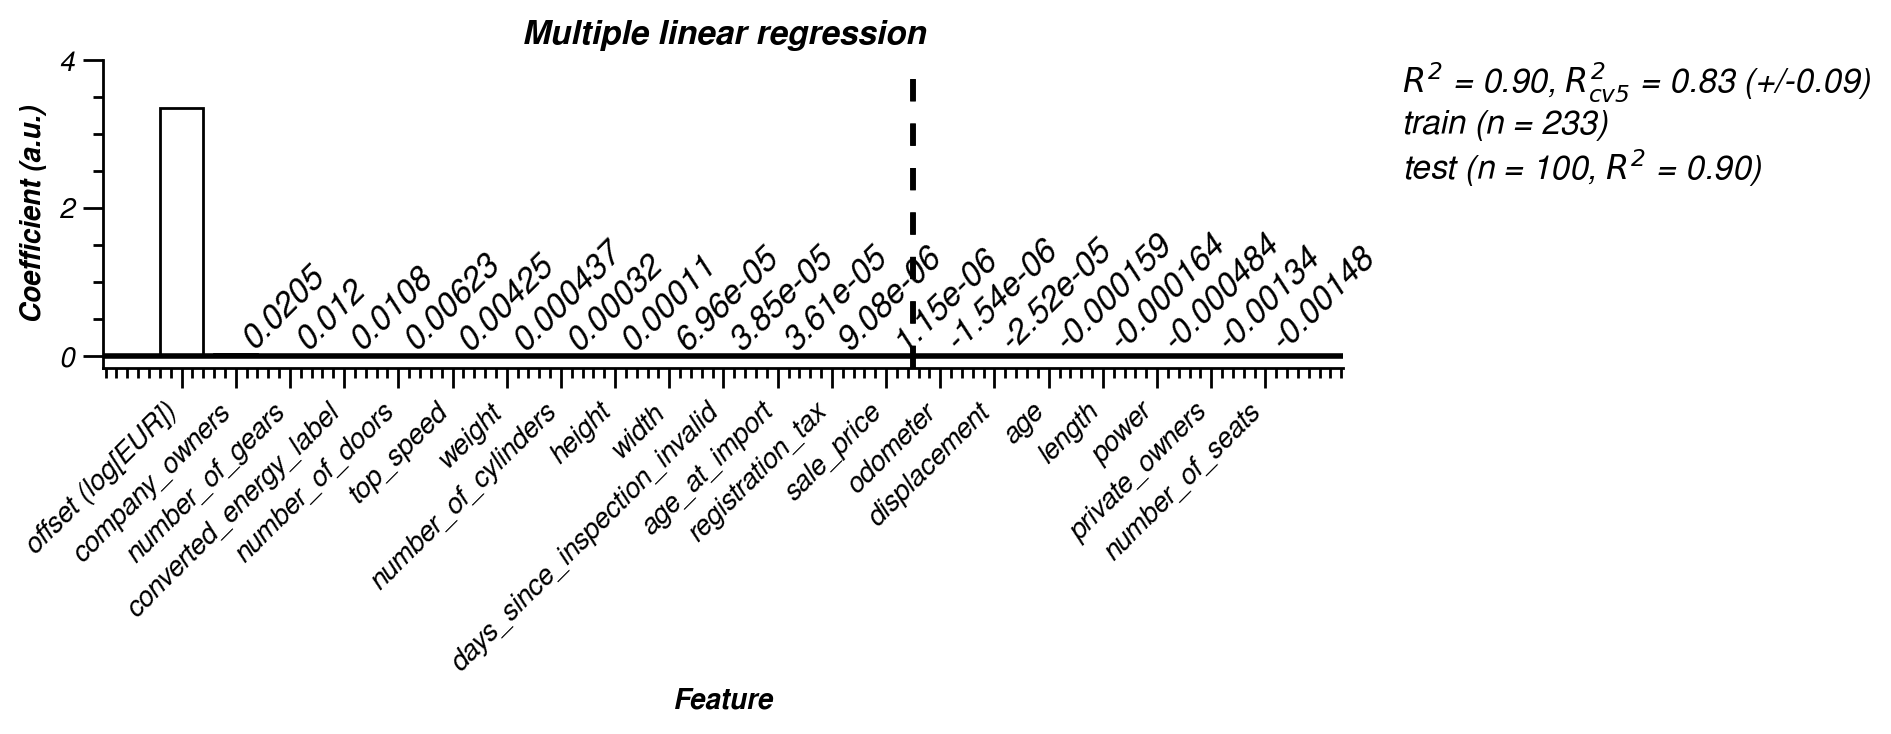 Multiple linear regression
R² = 0.90, R²cv5 = 0.83 (+/-0.09)
train (n = 233)
test (n = 100, R² = 0.90)
Coefficient (a.u.)
4
2
0
0.0205
0.012
0.0108
0.00623
0.00425
0.000437
0.00032
0.00011
6.96e-05
3.85e-05
3.61e-05
9.08e-06
1.15e-06
-1.54e-06
-2.52e-05
-0.000159
-0.000164
-0.000484
-0.00134
-0.00148
offset (log[EUR])
company_owners
number_of_gears
converted_energy_label
number_of_doors
top_speed
weight
number_of_cylinders
height
width
days_since_inspection_invalid
age_at_import
registration_tax
sale_price
odometer
displacement
age
length
power
private_owners
number_of_seats
Feature